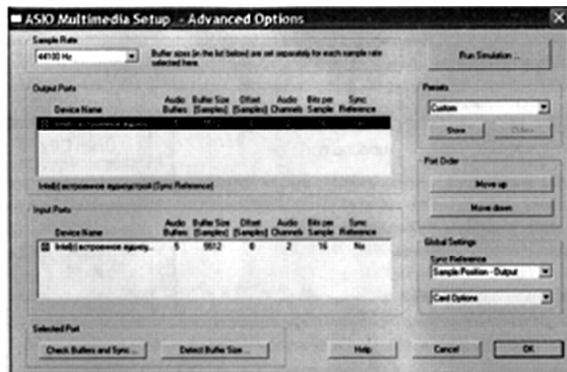 ASIO Multimedia Setup - Advanced Options
Sample Rate
44100 Hz
Buffer sizes (in the list below) are set separately for each sample rate selected here.
Run Simulation ...
Output Ports
Device Name
Audio Buffers
Buffer Size (Samples)
Offset (Samples)
Audio Channels
Bits per Sample
Sync Reference
5512
(Sync Reference)
Presets
Custom
Store
Delete
Port Order
Move up
Move down
Input Ports
Device Name
Audio Buffers
Buffer Size (Samples)
Offset (Samples)
Audio Channels
Bits per Sample
Sync Reference
5 5512 0 2 16 No
Global Settings
Sync Reference
Sample Position - Output
Card Options
Selected Port
Check Buffers and Sync ...
Detect Buffer Size ...
Help
Cancel
OK